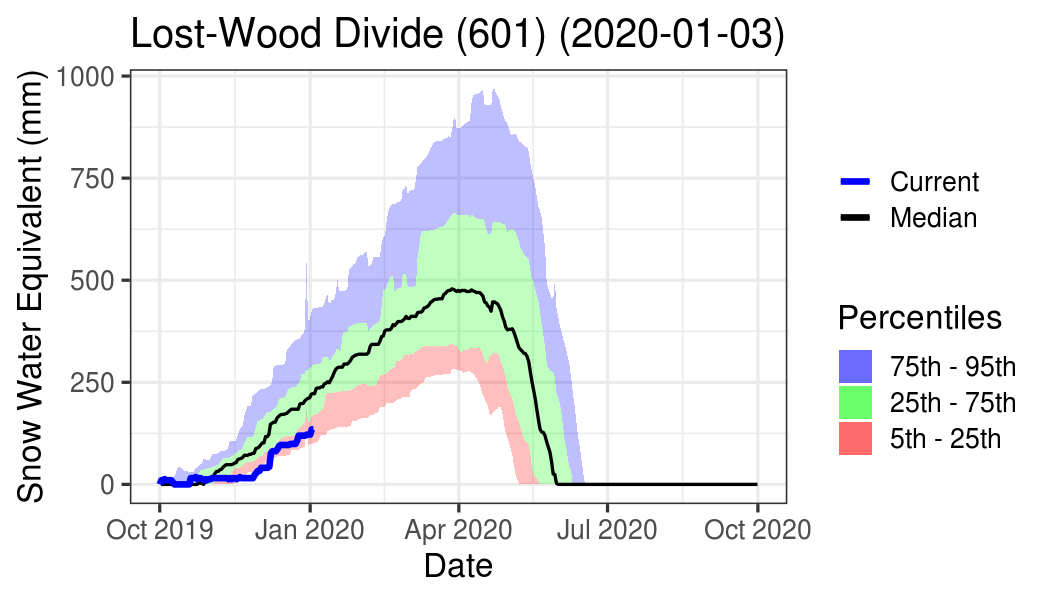 Lost-Wood Divide (601) (2020-01-03)
Snow Water Equivalent (mm)
1000
750
500
250
0
Oct 2019 Jan 2020 Apr 2020 Jul 2020 Oct 2020
Date
Current
Median
Percentiles
75th - 95th
25th - 75th
5th - 25th